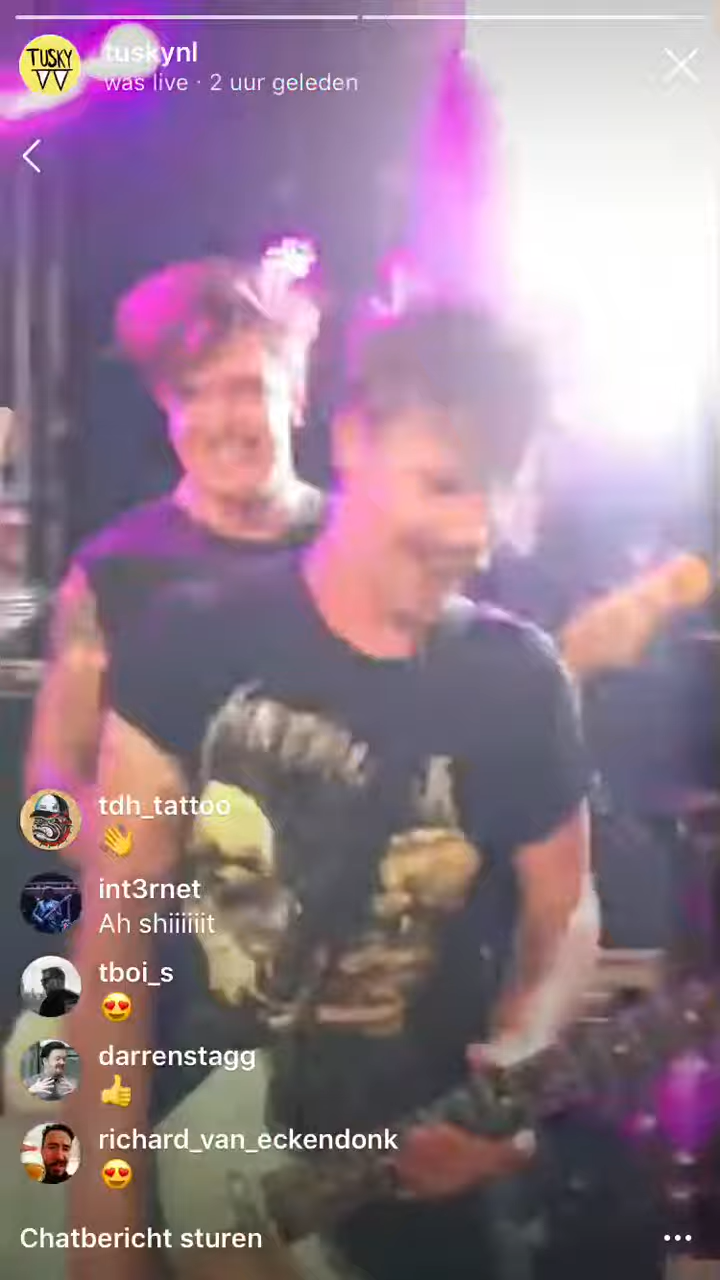 TUSKY
tuskynl
was live · 2 uur geleden
tdh_tattoo
👋
int3rnet
Ah shiiiiiit
tboi_s
😍
darrenstagg
👍
richard_van_eckendonk
😍
Chatbericht sturen